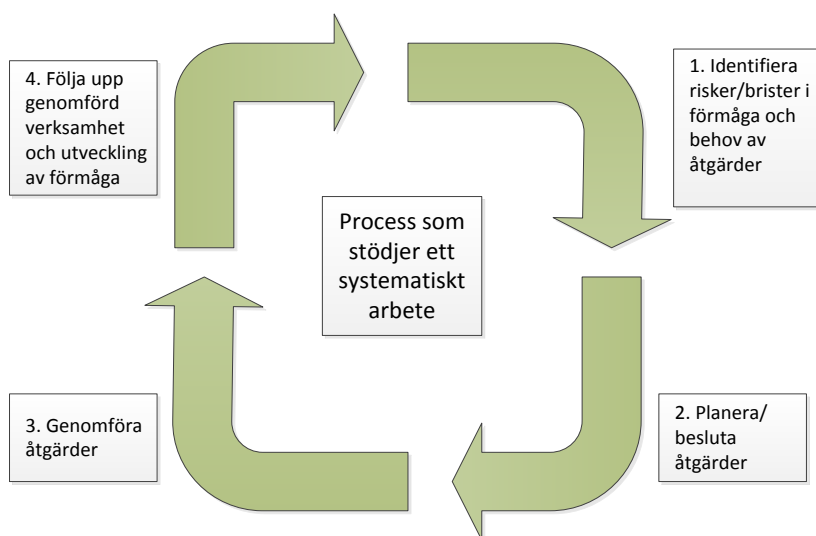 4. Följa upp
genomförd
verksamhet
och utveckling
av förmåga
1. Identifiera
risker/brister i
förmåga och
behov av
åtgärder
Process som
stödjer ett
systematiskt
arbete
3. Genomföra
åtgärder
2. Planera/
besluta
åtgärder